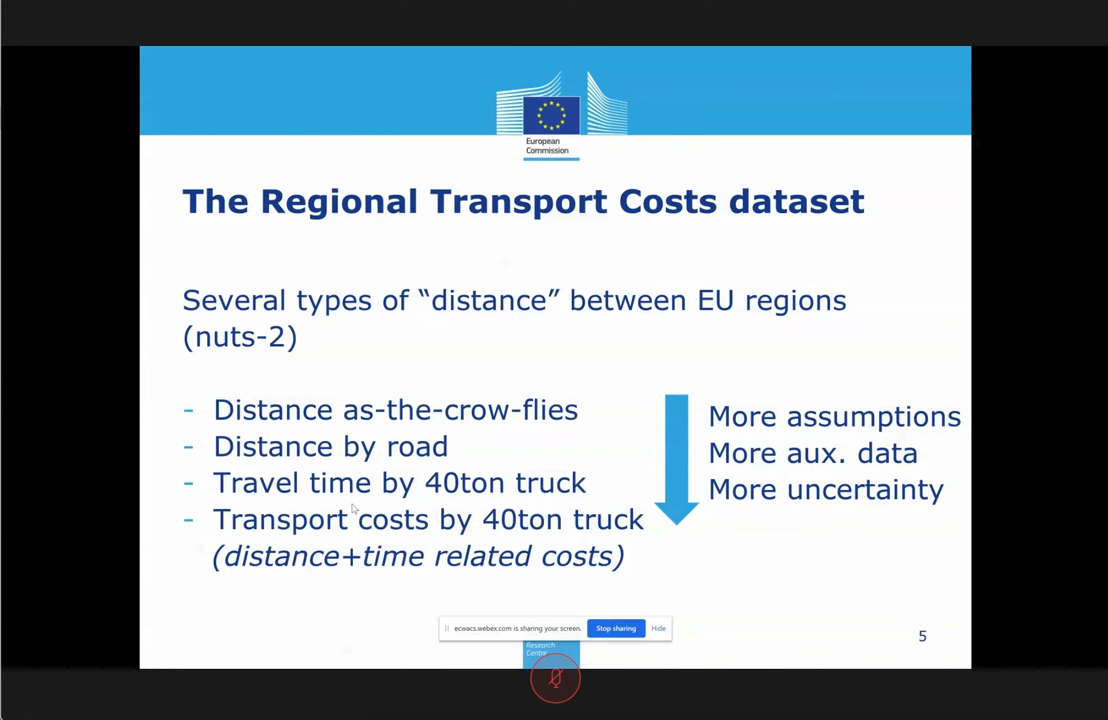 European
Commission
The Regional Transport Costs dataset
Several types of “distance” between EU regions
(nuts-2)
- Distance as-the-crow-flies
- Distance by road
- Travel time by 40ton truck
- Transport costs by 40ton truck
(distance+time related costs)
More assumptions
More aux. data
More uncertainty
ecwacs.webex.com is sharing your screen.
Stop sharing
Hide
5
Research
Centre